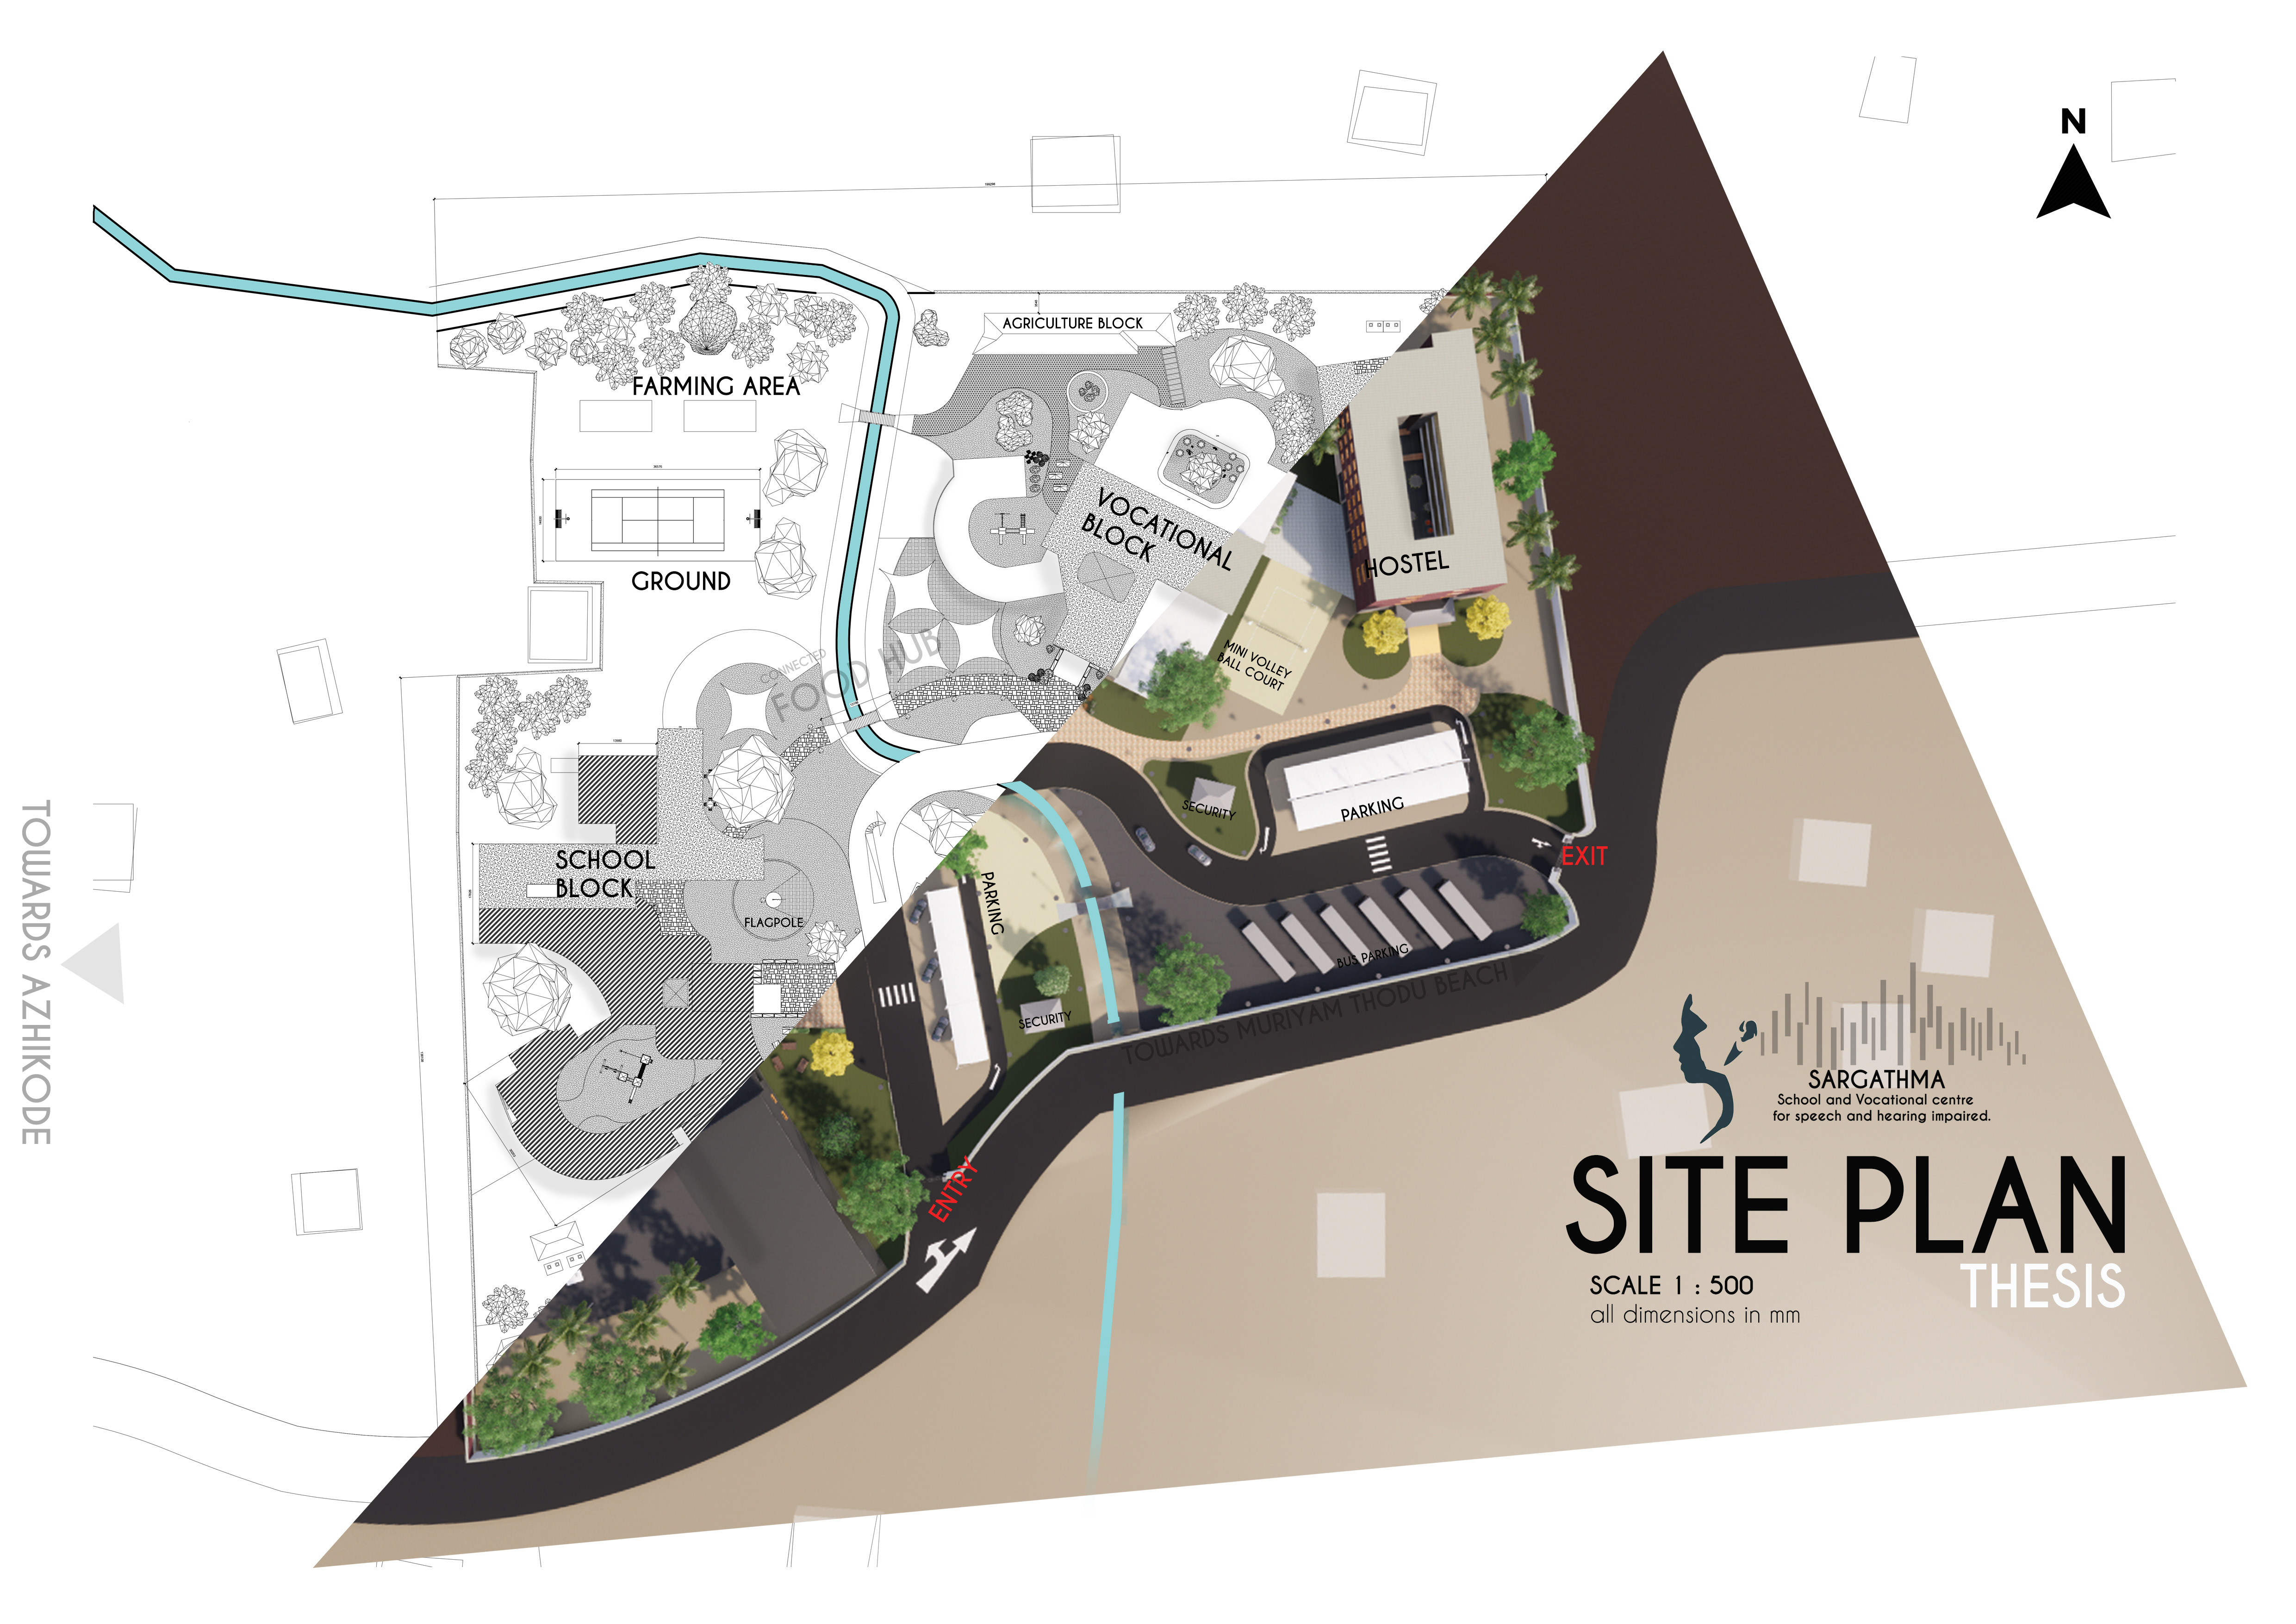 N
AGRICULTURE BLOCK
FARMING AREA
VOCATIONAL
BLOCK
GROUND
HOSTEL
MINI VOLLEY
BALL COURT
CONNECTED
FOOD HUB
SECURITY
PARKING
EXIT
SCHOOL
BLOCK
PARKING
FLAGPOLE
BUS PARKING
TOWARDS MURIYAM THODU BEACH
SECURITY
TOWARDS AZHIKODE
ENTRY
SARGATHMA
School and Vocational centre
for speech and hearing impaired.
SITE PLAN
THESIS
SCALE 1 : 500
all dimensions in mm